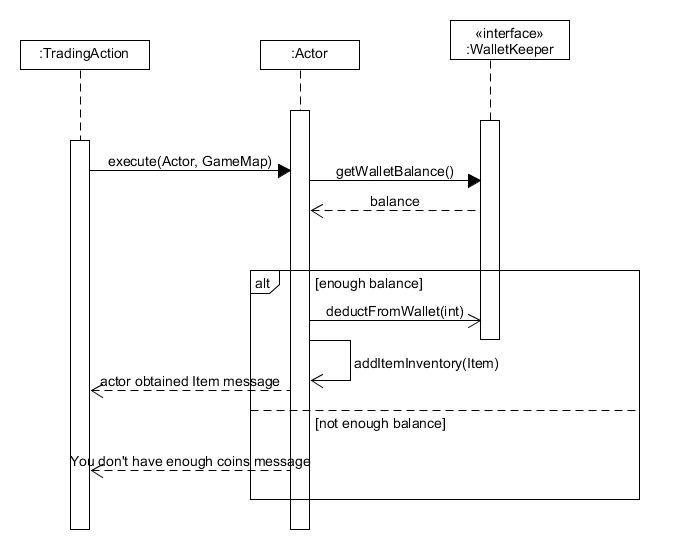 :TradingAction
:Actor
«interface»
:WalletKeeper
execute(Actor, GameMap)
getWalletBalance()
balance
alt
[enough balance]
deductFromWallet(int)
addItemInventory(Item)
actor obtained Item message
[not enough balance]
You don't have enough coins message